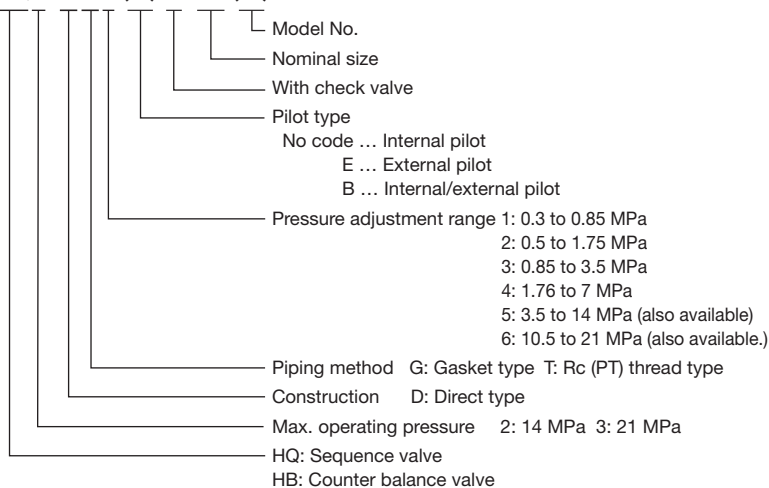 Model No.
Nominal size
With check valve
Pilot type
No code … Internal pilot
E … External pilot
B … Internal/external pilot
Pressure adjustment range 1: 0.3 to 0.85 MPa
2: 0.5 to 1.75 MPa
3: 0.85 to 3.5 MPa
4: 1.76 to 7 MPa
5: 3.5 to 14 MPa (also available)
6: 10.5 to 21 MPa (also available.)
Piping method G: Gasket type T: Rc (PT) thread type
Construction D: Direct type
Max. operating pressure 2: 14 MPa 3: 21 MPa
HQ: Sequence valve
HB: Counter balance valve